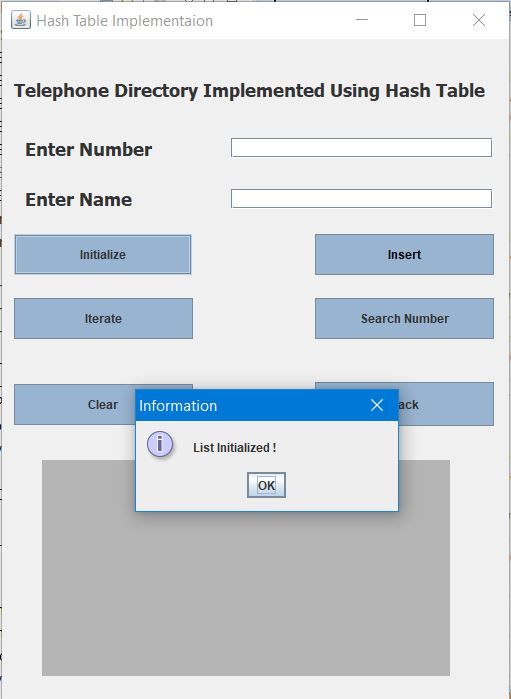 Hash Table Implementaion
Telephone Directory Implemented Using Hash Table
Enter Number
Enter Name
Initialize
Insert
Iterate
Search Number
Clear
Information
List Initialized !
OK